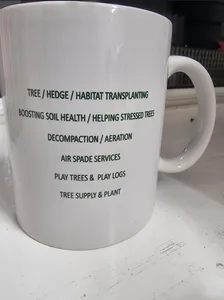 TREE / HEDGE / HABITAT TRANSPLANTING
BOOSTING SOIL HEALTH / HELPING STRESSED TREES
DECOMPACTION / AERATION
AIR SPADE SERVICES
PLAY TREES & PLAY LOGS
TREE SUPPLY & PLANT